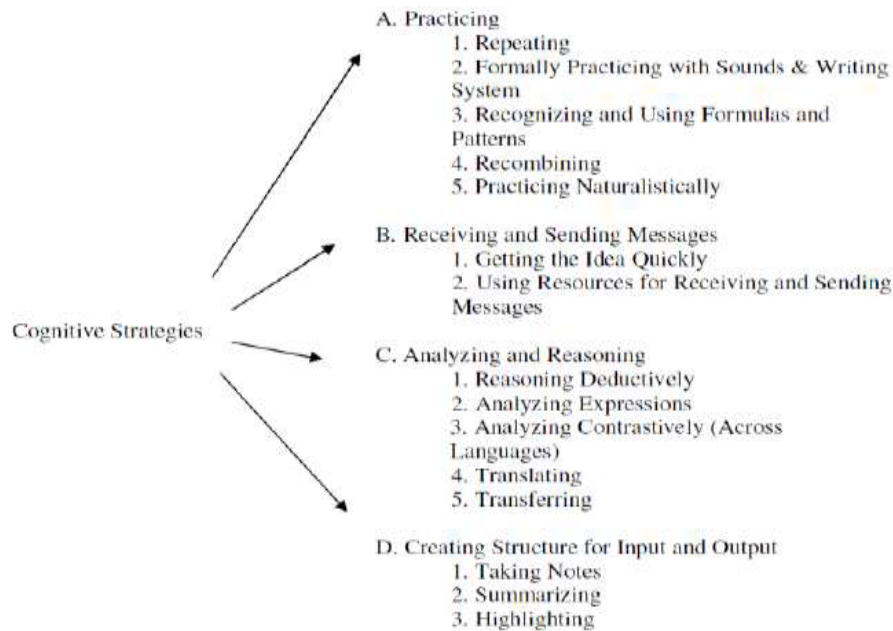 A. Practicing
1. Repeating
2. Formally Practicing with Sounds & Writing
System
3. Recognizing and Using Formulas and
Patterns
4. Recombining
5. Practicing Naturalistically
B. Receiving and Sending Messages
1. Getting the Idea Quickly
2. Using Resources for Receiving and Sending
Messages
Cognitive Strategies
C. Analyzing and Reasoning
1. Reasoning Deductively
2. Analyzing Expressions
3. Analyzing Contrastively (Across
Languages)
4. Translating
5. Transferring
D. Creating Structure for Input and Output
1. Taking Notes
2. Summarizing
3. Highlighting